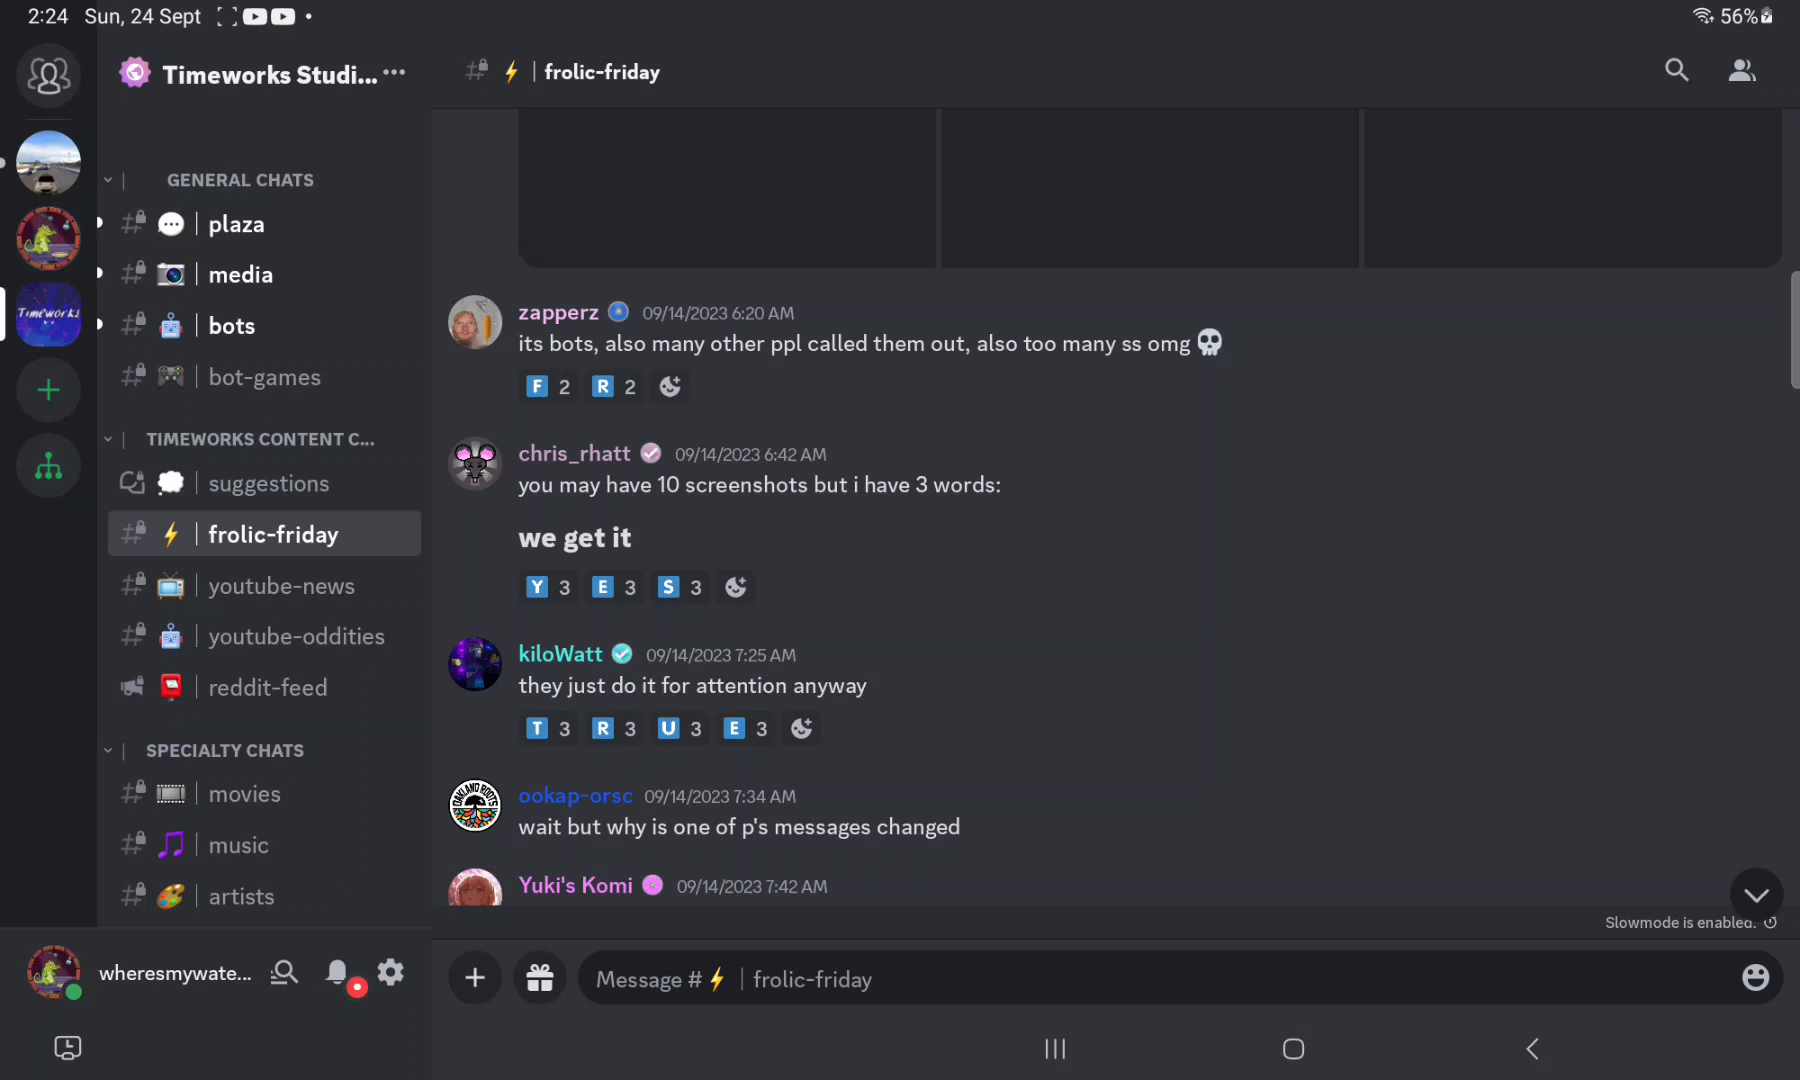 2:24 Sun, 24 Sept
56%
Timeworks Studi...
frolic-friday
GENERAL CHATS
plaza
media
bots
bot-games
TIMEWORKS CONTENT C...
suggestions
frolic-friday
youtube-news
youtube-oddities
reddit-feed
SPECIALTY CHATS
movies
music
artists
Timeworks
wheresmywate...
zapperz 09/14/2023 6:20 AM
its bots, also many other ppl called them out, also too many ss omg 💀
F 2 R 2
chris_rhatt 09/14/2023 6:42 AM
you may have 10 screenshots but i have 3 words:
we get it
Y 3 E 3 S 3
kiloWatt 09/14/2023 7:25 AM
they just do it for attention anyway
T 3 R 3 U 3 E 3
OAKLAND ROOTS
ookap-orsc 09/14/2023 7:34 AM
wait but why is one of p's messages changed
Yuki's Komi 09/14/2023 7:42 AM
Slowmode is enabled.
Message #⚡ | frolic-friday